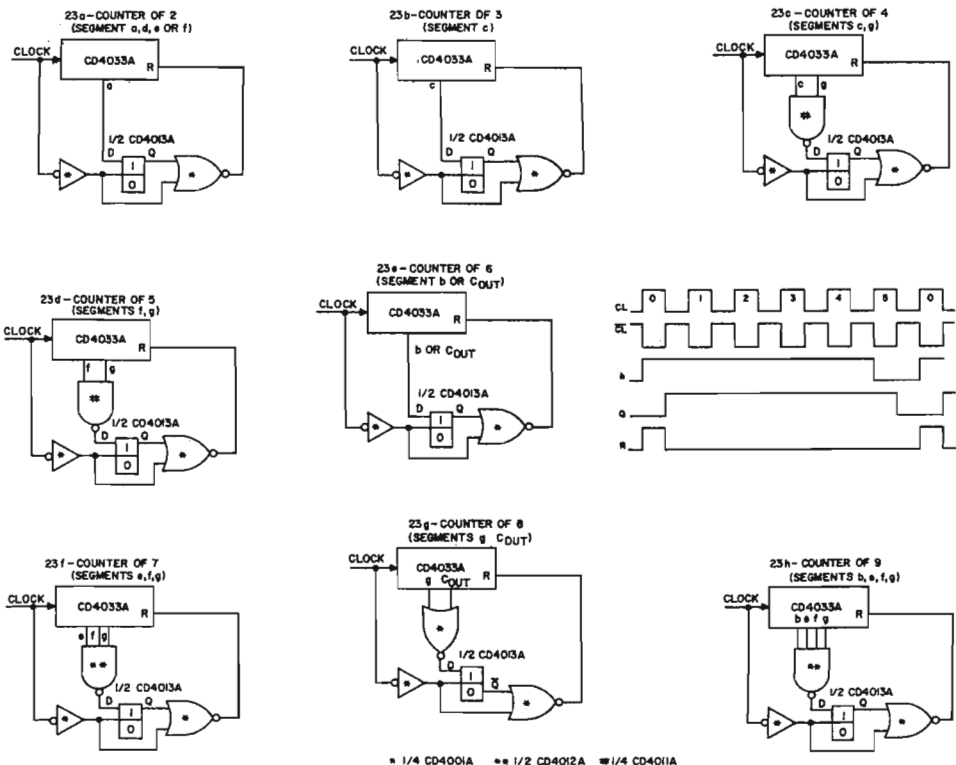 23a-COUNTER OF 2
(SEGMENT a,d,e OR f)
CLOCK
CD4033A
R
a
1/2 CD4013A
D
Q
1
0
*
*
23b-COUNTER OF 3
(SEGMENT c)
CLOCK
CD4033A
R
c
1/2 CD4013A
D
Q
1
0
*
*
23c-COUNTER OF 4
(SEGMENTS c,g)
CLOCK
CD4033A
R
c
g
#
1/2 CD4013A
D
Q
1
0
*
*
23d-COUNTER OF 5
(SEGMENTS f,g)
CLOCK
CD4033A
R
f
g
#
1/2 CD4013A
D
Q
1
0
*
*
23e-COUNTER OF 6
(SEGMENT b OR COUT)
CLOCK
CD4033A
R
b OR COUT
1/2 CD4013A
D
Q
1
0
*
*
CL
0 1 2 3 4 5 0
CL
b
Q
R
23f-COUNTER OF 7
(SEGMENTS e,f,g)
CLOCK
CD4033A
R
e f g
**
1/2 CD4013A
D
Q
1
0
*
*
23g-COUNTER OF 8
(SEGMENTS g COUT)
CLOCK
CD4033A
R
g COUT
*
1/2 CD4013A
D
1
0
Q
*
*
23h-COUNTER OF 9
(SEGMENTS b,e,f,g)
CLOCK
CD4033A
R
b e f g
**
1/2 CD4013A
D
Q
1
0
*
*
* 1/4 CD4001A ** 1/2 CD4012A # 1/4 CD4011A